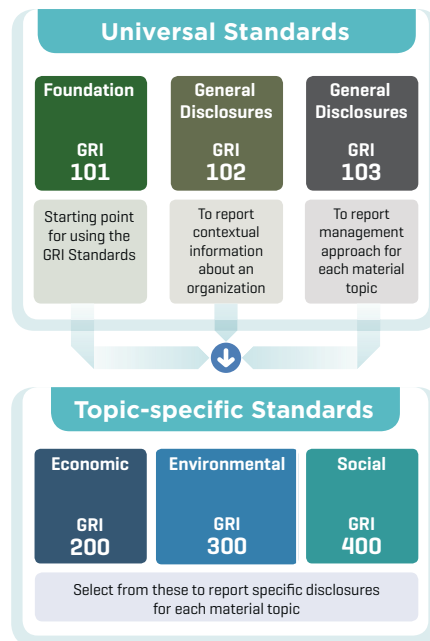 Universal Standards
Foundation
GRI
101
General
Disclosures
GRI
102
General
Disclosures
GRI
103
Starting point
for using the
GRI Standards
To report
contextual
information
about an
organization
To report
management
approach for
each material
topic
Topic-specific Standards
Economic
GRI
200
Environmental
GRI
300
Social
GRI
400
Select from these to report specific disclosures
for each material topic